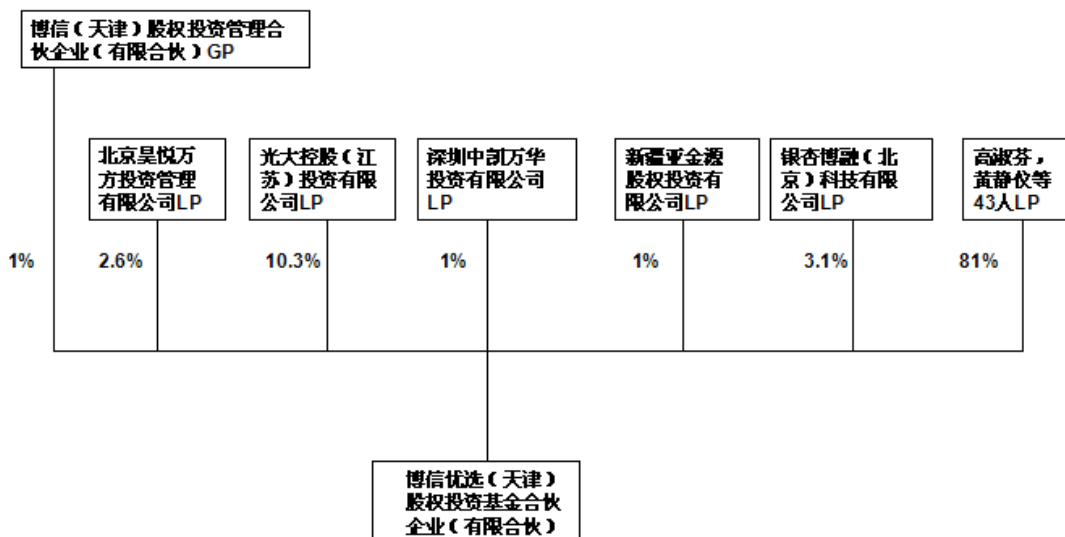 博信（天津）股权投资管理合
伙企业（有限合伙）GP
北京昊悦万
方投资管理
有限公司LP
光大控股（江
苏）投资有限
公司LP
深圳中凯万华
投资有限公司
LP
新疆亚金源
股权投资有
限公司LP
银杏博融（北
京）科技有限
公司LP
高淑芬，
黄静仪等
43人LP
1%
2.6%
10.3%
1%
1%
3.1%
81%
博信优选（天津）
股权投资基金合伙
企业（有限合伙）